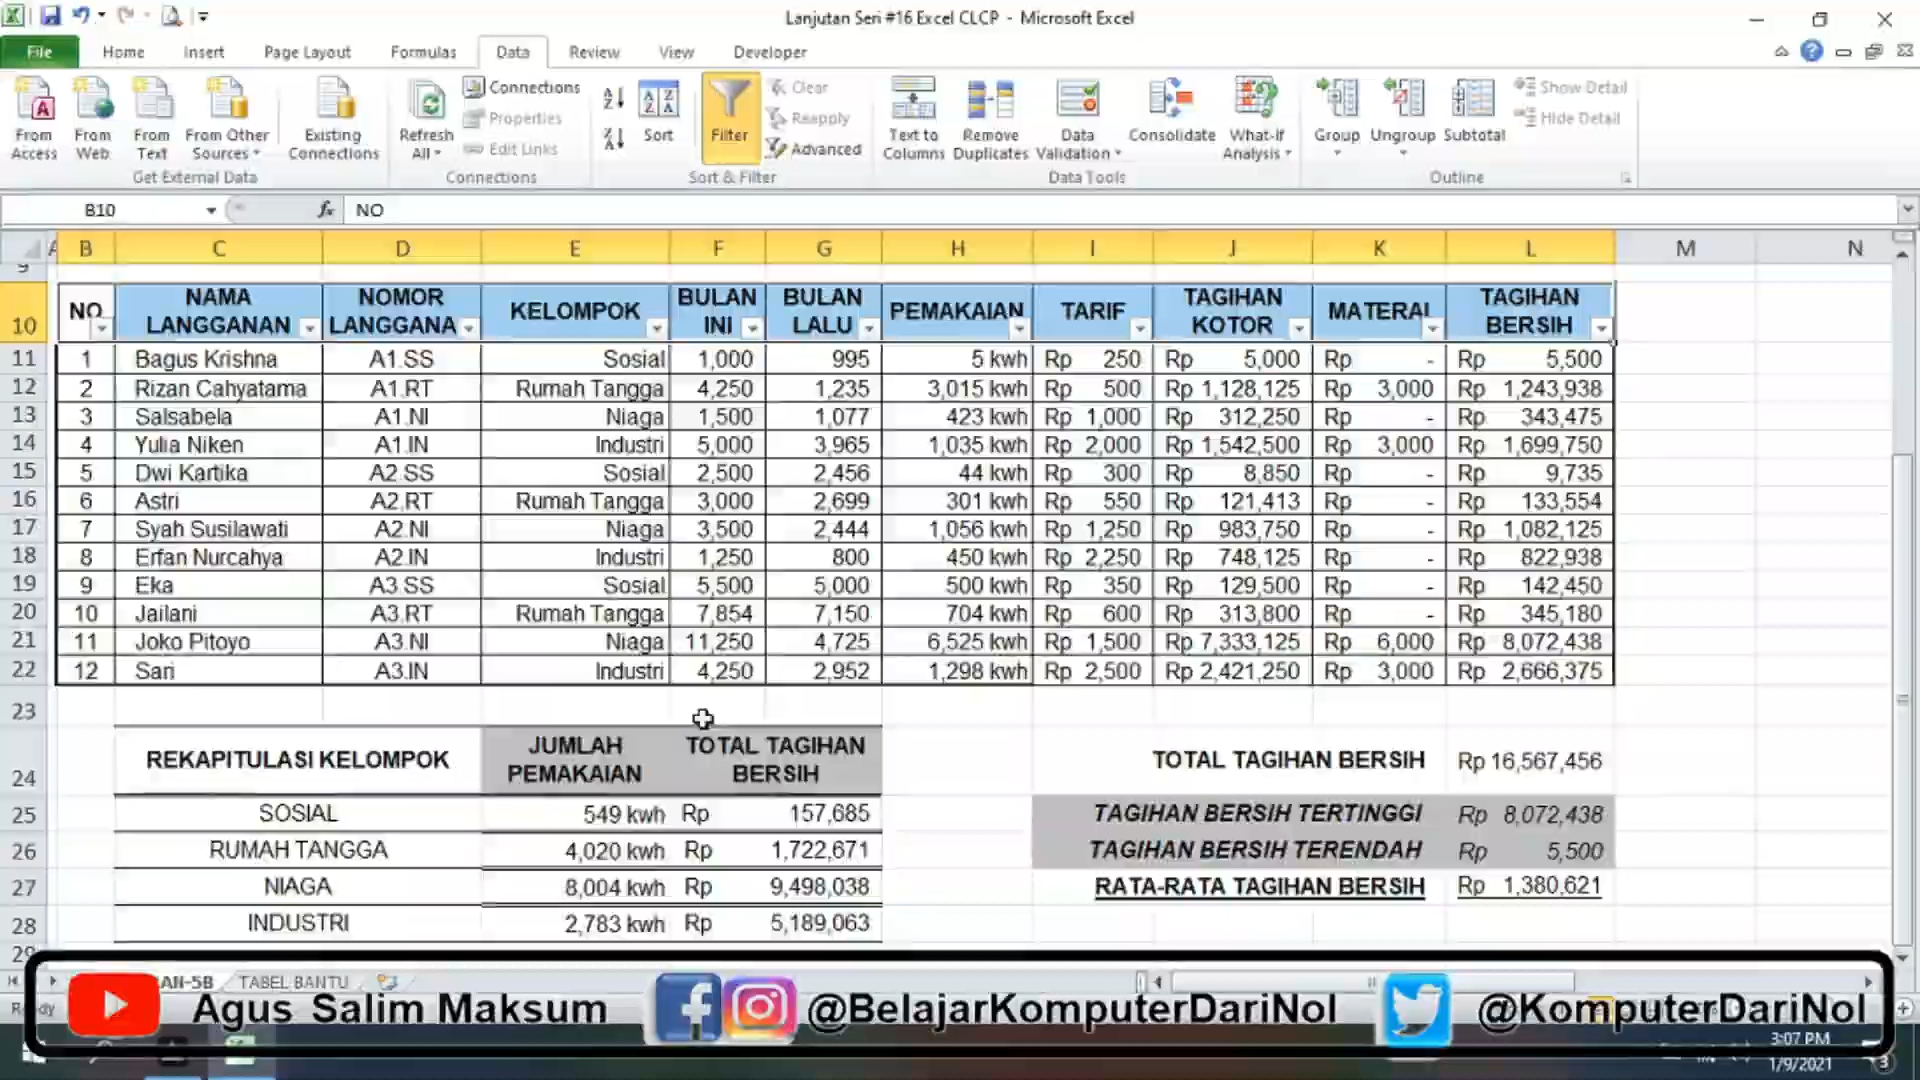 Lanjutan Seri #16 Excel CLCP - Microsoft Excel
File Home Insert Page Layout Formulas Data Review View Developer
From Access
From Web
From Text
From Other Sources
Existing Connections
Get External Data
Refresh All
Connections
Properties
Edit Links
Connections
Sort
Filter
Clear
Reapply
Advanced
Sort & Filter
Text to Columns
Remove Duplicates
Data Validation
Consolidate
What-If Analysis
Data Tools
Group
Ungroup
Subtotal
Show Detail
Hide Detail
Outline
B10 fx NO
B C D E F G H I J K L M N
9
10 NO NAMA LANGGANAN NOMOR LANGGANA KELOMPOK BULAN INI BULAN LALU PEMAKAIAN TARIF TAGIHAN KOTOR MATERAI TAGIHAN BERSIH
11 1 Bagus Krishna A1.SS Sosial 1,000 995 5 kwh Rp 250 Rp 5,000 Rp - Rp 5,500
12 2 Rizan Cahyatama A1.RT Rumah Tangga 4,250 1,235 3,015 kwh Rp 500 Rp 1,128,125 Rp 3,000 Rp 1,243,938
13 3 Salsabela A1.NI Niaga 1,500 1,077 423 kwh Rp 1,000 Rp 312,250 Rp - Rp 343,475
14 4 Yulia Niken A1.IN Industri 5,000 3,965 1,035 kwh Rp 2,000 Rp 1,542,500 Rp 3,000 Rp 1,699,750
15 5 Dwi Kartika A2.SS Sosial 2,500 2,456 44 kwh Rp 300 Rp 8,850 Rp - Rp 9,735
16 6 Astri A2.RT Rumah Tangga 3,000 2,699 301 kwh Rp 550 Rp 121,413 Rp - Rp 133,554
17 7 Syah Susilawati A2.NI Niaga 3,500 2,444 1,056 kwh Rp 1,250 Rp 983,750 Rp - Rp 1,082,125
18 8 Erfan Nurcahya A2.IN Industri 1,250 800 450 kwh Rp 2,250 Rp 748,125 Rp - Rp 822,938
19 9 Eka A3.SS Sosial 5,500 5,000 500 kwh Rp 350 Rp 129,500 Rp - Rp 142,450
20 10 Jailani A3.RT Rumah Tangga 7,854 7,150 704 kwh Rp 600 Rp 313,800 Rp - Rp 345,180
21 11 Joko Pitoyo A3.NI Niaga 11,250 4,725 6,525 kwh Rp 1,500 Rp 7,333,125 Rp 6,000 Rp 8,072,438
22 12 Sari A3.IN Industri 4,250 2,952 1,298 kwh Rp 2,500 Rp 2,421,250 Rp 3,000 Rp 2,666,375
23
24 REKAPITULASI KELOMPOK JUMLAH PEMAKAIAN TOTAL TAGIHAN BERSIH TOTAL TAGIHAN BERSIH Rp 16,567,456
25 SOSIAL 549 kwh Rp 157,685 TAGIHAN BERSIH TERTINGGI Rp 8,072,438
26 RUMAH TANGGA 4,020 kwh Rp 1,722,671 TAGIHAN BERSIH TERENDAH Rp 5,500
27 NIAGA 8,004 kwh Rp 9,498,038 RATA-RATA TAGIHAN BERSIH Rp 1,380,621
28 INDUSTRI 2,783 kwh Rp 5,189,063
29
AN-5B TABEL BANTU
Agus Salim Maksum @BelajarKomputerDariNol @KomputerDariNol
3:07 PM
1/9/2021